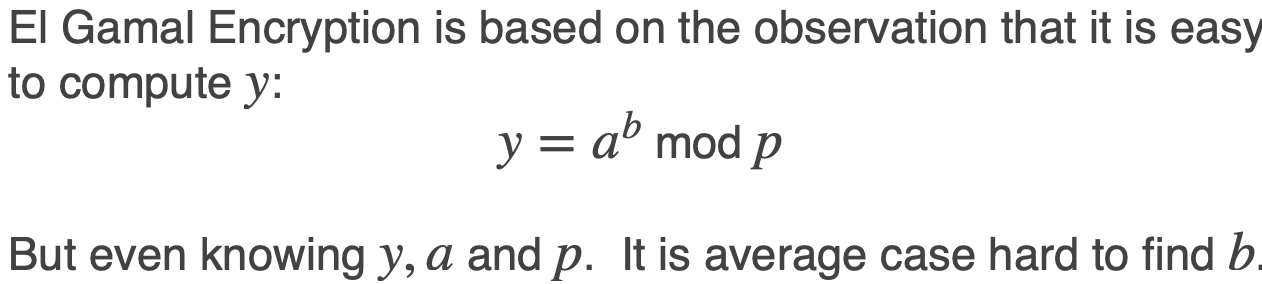 El Gamal Encryption is based on the observation that it is easy
to compute y:
y = a^b mod p
But even knowing y, a and p.  It is average case hard to find b.